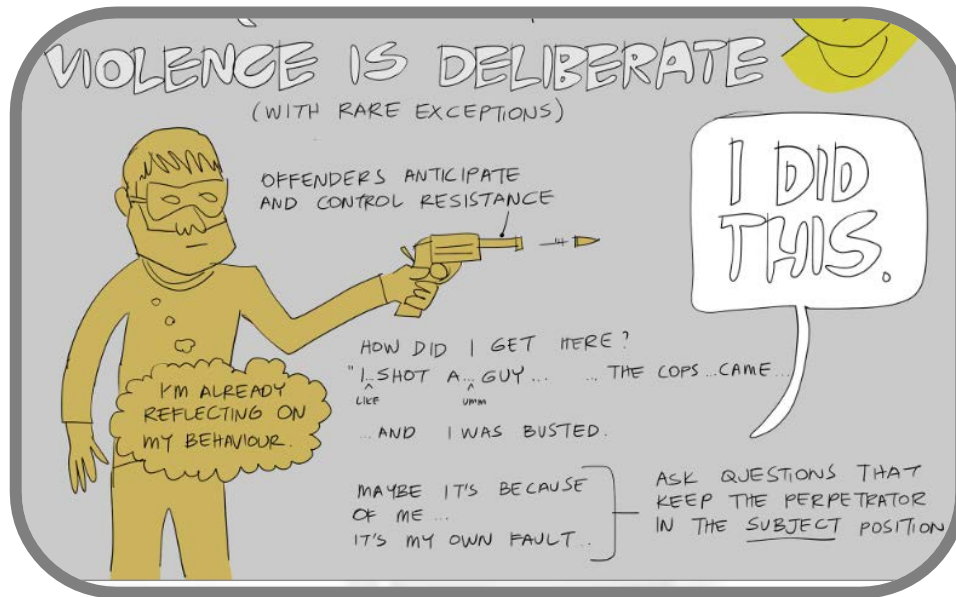 VIOLENCE IS DELIBERATE
(WITH RARE EXCEPTIONS)
OFFENDERS ANTICIPATE
AND CONTROL RESISTANCE
I DID
THIS.
HOW DID I GET HERE?
"I...SHOT A... GUY... ... THE COPS...CAME...
LIKE UMM
...AND I WAS BUSTED.
I'M ALREADY
REFLECTING ON
MY BEHAVIOUR.
MAYBE IT'S BECAUSE
OF ME...
IT'S MY OWN FAULT...
ASK QUESTIONS THAT
KEEP THE PERPETRATOR
IN THE SUBJECT POSITION